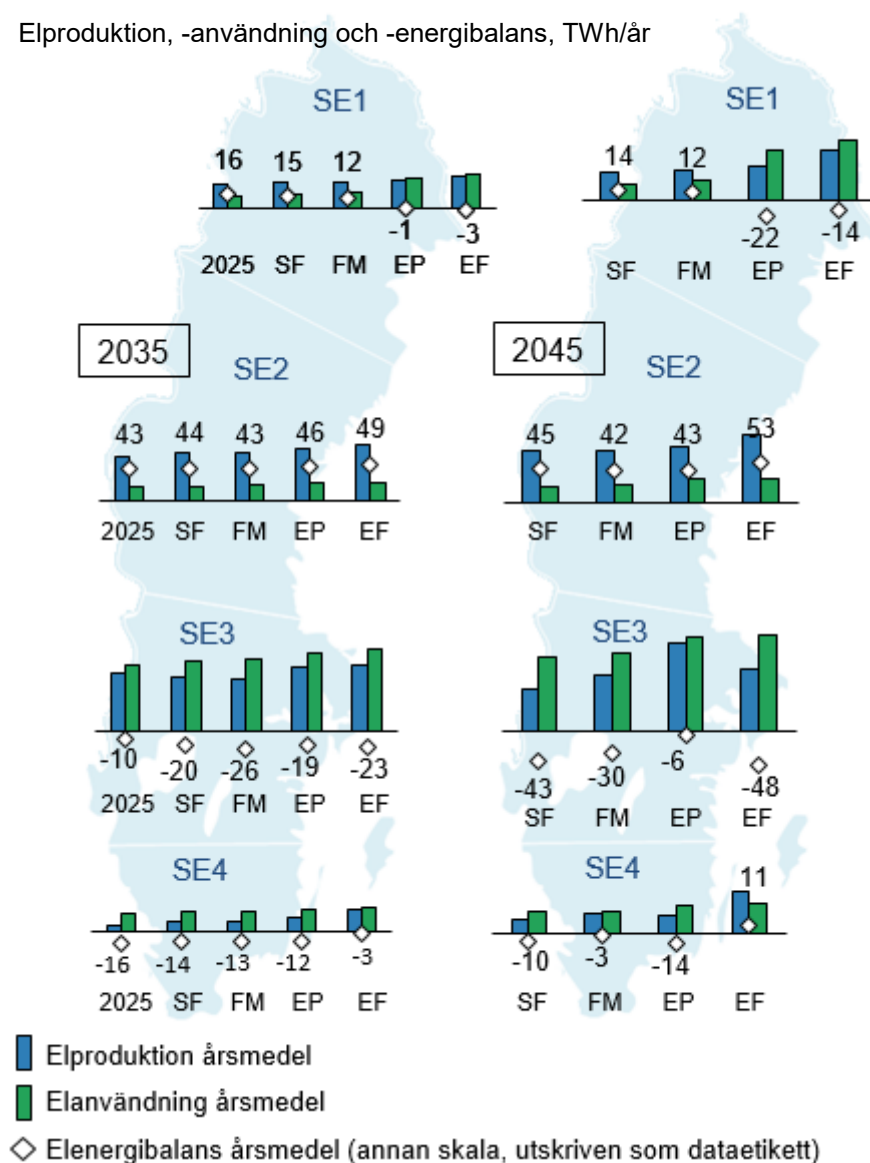 Elproduktion, -användning och -energibalans, TWh/år
SE1
16 15 12 -1 -3
2025 SF FM EP EF
2035
SE2
43 44 43 46 49
2025 SF FM EP EF
SE3
-10 -20 -26 -19 -23
2025 SF FM EP EF
SE4
-16 -14 -13 -12 -3
2025 SF FM EP EF
SE1
14 12 -22 -14
SF FM EP EF
2045
SE2
45 42 43 53
SF FM EP EF
SE3
-43 -30 -6 -48
SF FM EP EF
SE4
-10 -3 -14 11
SF FM EP EF
Elproduktion årsmedel
Elanvändning årsmedel
Elenergibalans årsmedel (annan skala, utskriven som dataetikett)